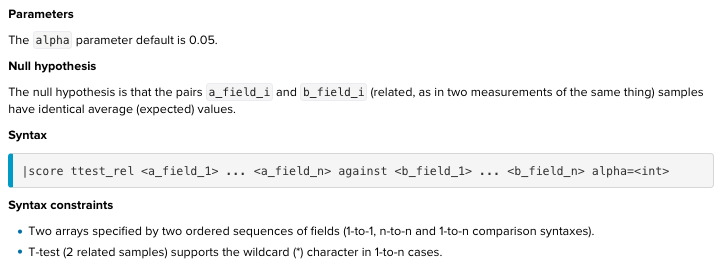 Parameters
The alpha parameter default is 0.05.
Null hypothesis
The null hypothesis is that the pairs a_field_i and b_field_i (related, as in two measurements of the same thing) samples
have identical average (expected) values.
Syntax
|score ttest_rel <a_field_1> ... <a_field_n> against <b_field_1> ... <b_field_n> alpha=<int>
Syntax constraints
• Two arrays specified by two ordered sequences of fields (1-to-1, n-to-n and 1-to-n comparison syntaxes).
• T-test (2 related samples) supports the wildcard (*) character in 1-to-n cases.